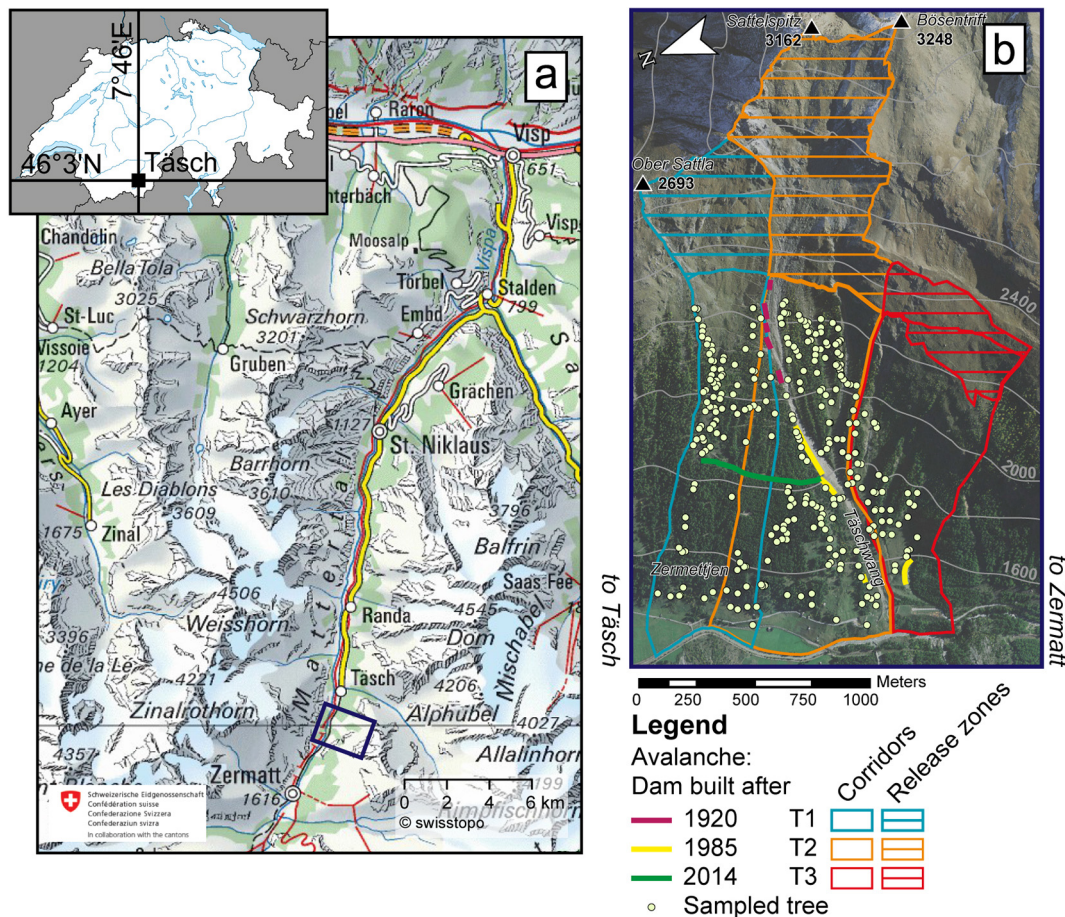 7°46'E
46°3'N
Täsch
a
Raron
Visp
651
Vispa
Moosalp
Törbel
Stalden
799
Embd
Chandolin
Bella Tola
3025
St-Luc
Schwarzhorn
3201
Vissoie
1204
Gruben
Grächen
Ayer
1127
St. Niklaus
Barrhorn
3610
Les Diablons
3609
1675
Zinal
3796
Balfrin
Saas Fee
4506
Weisshorn
Randa
4545
Dom
Mischabel
3396
4221
Täsch
4206
Zinalrothorn
Mattertal
Alphubel
4027
Allalinhorn
4357
Zermatt
1616
0 2 4 6 km
Rimpfischhorn
© swisstopo
Schweizerische Eidgenossenschaft
Confédération suisse
Confederazione Svizzera
Confederaziun svizra
In collaboration with the cantons
b
N
Sattelspitz
3162
Bösentrift
3248
Ober Sattla
2693
2400
2000
1600
Täschwang
Zermettjen
to Täsch
to Zermatt
0 250 500 1000 Meters
Legend
Avalanche:
Dam built after
Corridors
Release zones
1920 T1
1985 T2
2014 T3
Sampled tree